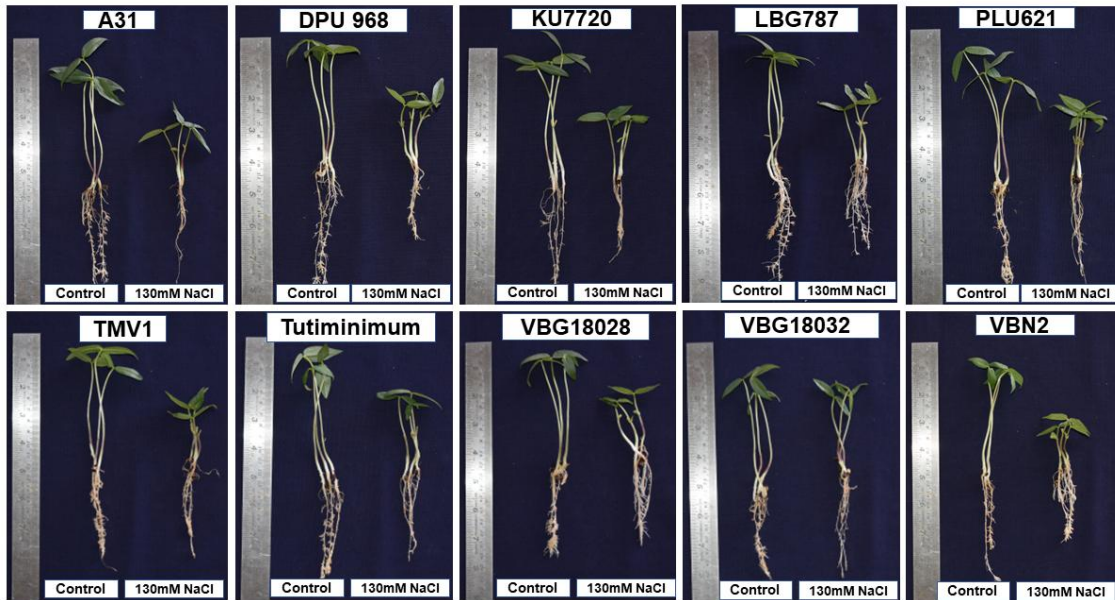 A31
DPU 968
KU7720
LBG787
PLU621
Control
130mM NaCl
Control
130mM NaCl
Control
130mM NaCl
Control
130mM NaCl
Control
130mM NaCl
TMV1
Tutiminimum
VBG18028
VBG18032
VBN2
Control
130mM NaCl
Control
130mM NaCl
Control
130mM NaCl
Control
130mM NaCl
Control
130mM NaCl